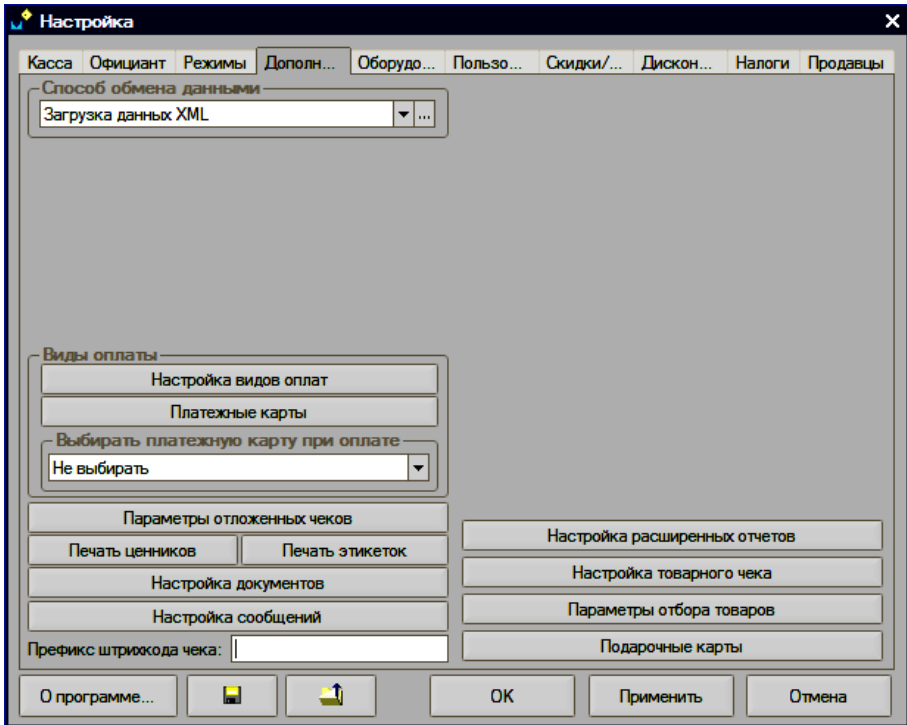 Настройка
Касса Официант Режимы Дополн... Оборудо... Пользо... Скидки/... Дискон... Налоги Продавцы
Способ обмена данными
Загрузка данных XML
...
Виды оплаты
Настройка видов оплат
Платежные карты
Выбирать платежную карту при оплате
Не выбирать
Параметры отложенных чеков
Печать ценников Печать этикеток
Настройка документов
Настройка сообщений
Префикс штрихкода чека:
Настройка расширенных отчетов
Настройка товарного чека
Параметры отбора товаров
Подарочные карты
О программе... OK Применить Отмена